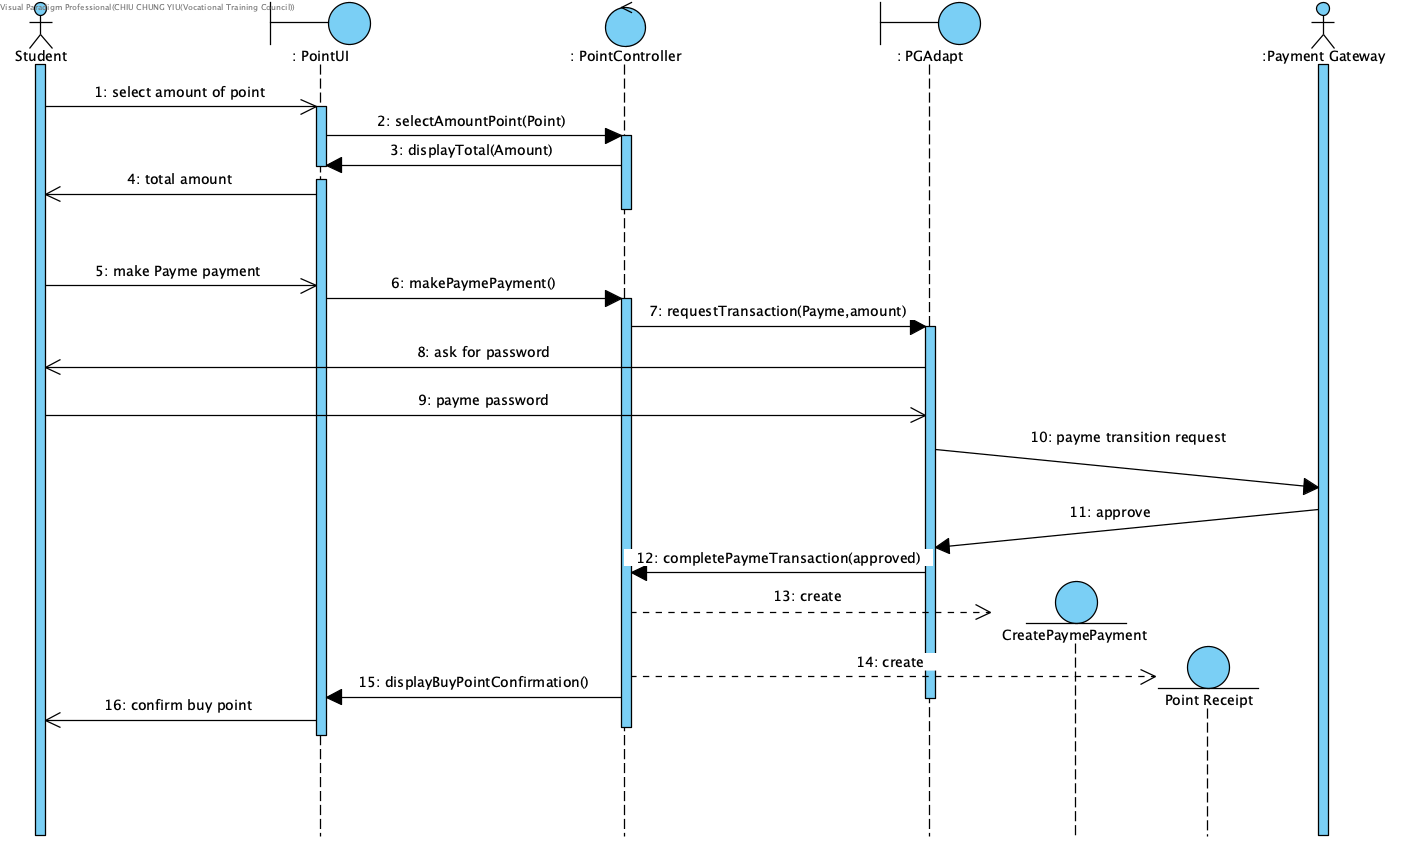 Visual Paradigm Professional(CHIU CHUNG YIU(Vocational Training Council))
Student
: PointUI
: PointController
: PGAdapt
:Payment Gateway
1: select amount of point
2: selectAmountPoint(Point)
3: displayTotal(Amount)
4: total amount
5: make Payme payment
6: makePaymePayment()
7: requestTransaction(Payme,amount)
8: ask for password
9: payme password
10: payme transition request
11: approve
12: completePaymeTransaction(approved)
13: create
CreatePaymePayment
14: create
15: displayBuyPointConfirmation()
Point Receipt
16: confirm buy point